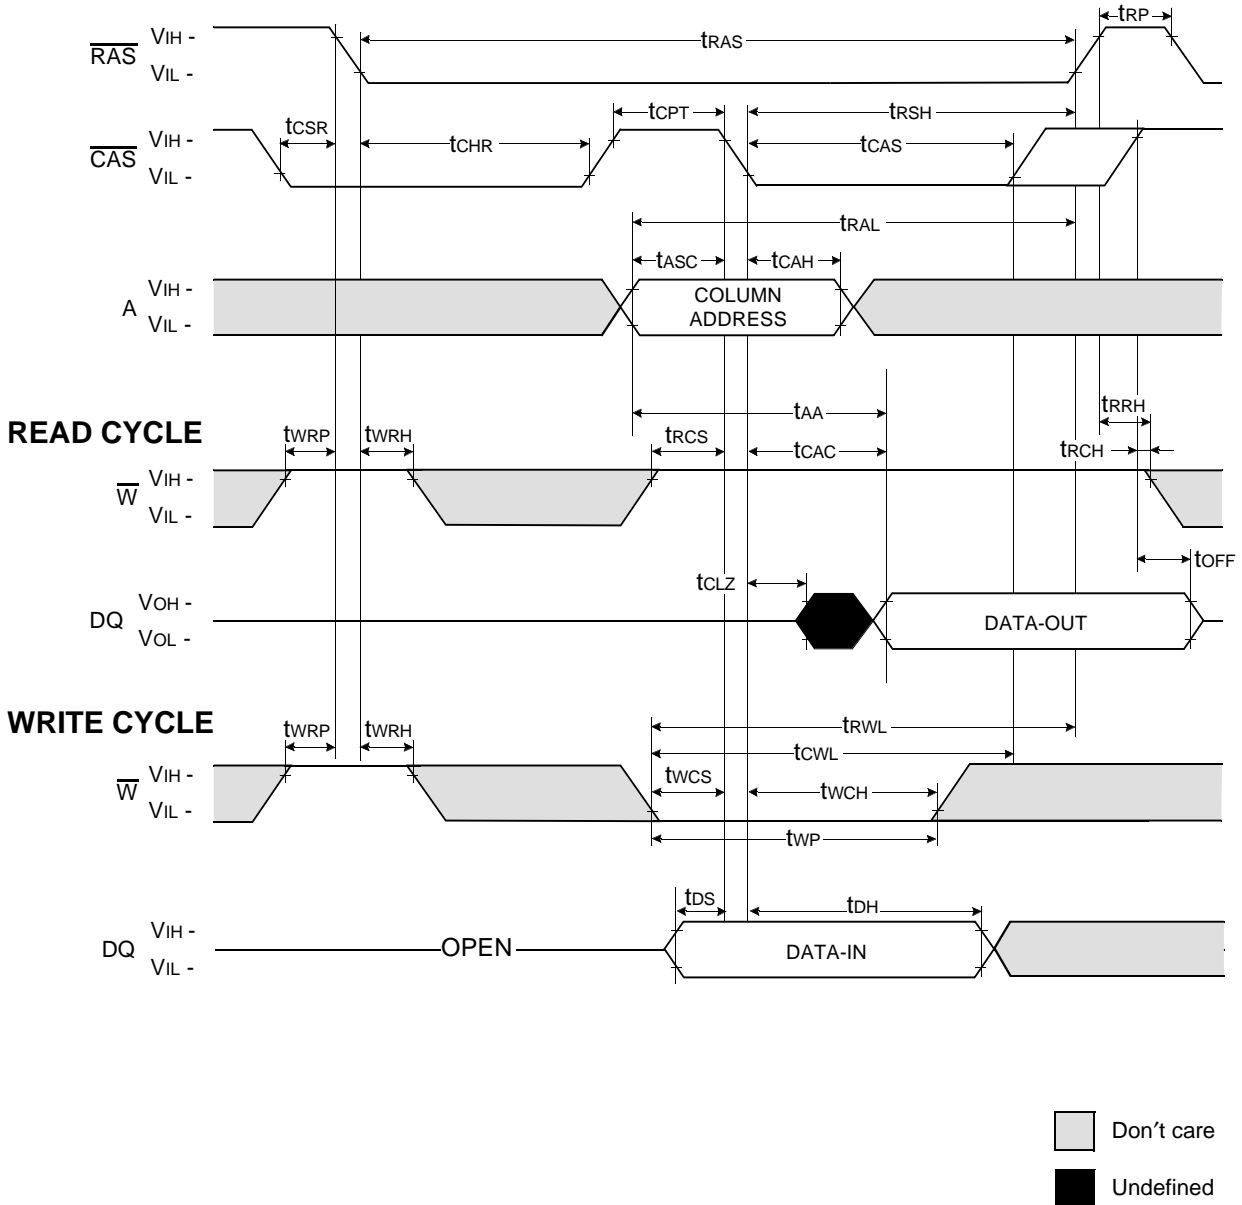 tRP
VIH -
tRAS
RAS
VIL -
tCPT
tRSH
tCSR
VIH -
tCHR
tCAS
CAS
VIL -
tRAL
tASC
tCAH
VIH -
COLUMN
A
ADDRESS
VIL -
tAA
tRRH
READ CYCLE
tWRP
tWRH
tRCS
tCAC
tRCH
VIH -
W
VIL -
tOFF
tCLZ
VOH -
DQ
DATA-OUT
VOL -
WRITE CYCLE
tWRP
tWRH
tRWL
tCWL
VIH -
tWCS
W
tWCH
VIL -
tWP
tDS
tDH
VIH -
DQ
OPEN
DATA-IN
VIL -
Don't care
Undefined